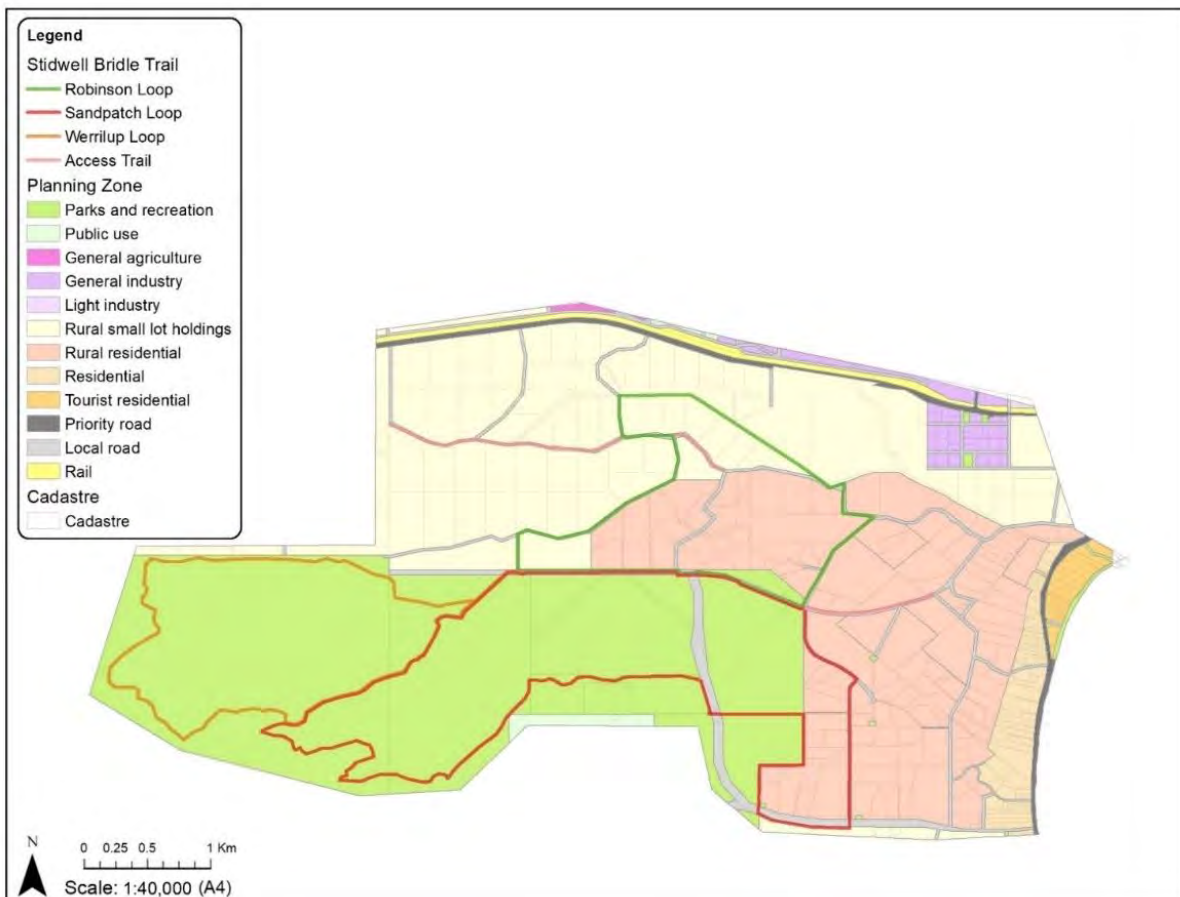 Legend
Stidwell Bridle Trail
Robinson Loop
Sandpatch Loop
Werrilup Loop
Access Trail
Planning Zone
Parks and recreation
Public use
General agriculture
General industry
Light industry
Rural small lot holdings
Rural residential
Residential
Tourist residential
Priority road
Local road
Rail
Cadastre
Cadastre
N
0 0.25 0.5 1 Km
Scale: 1:40,000 (A4)